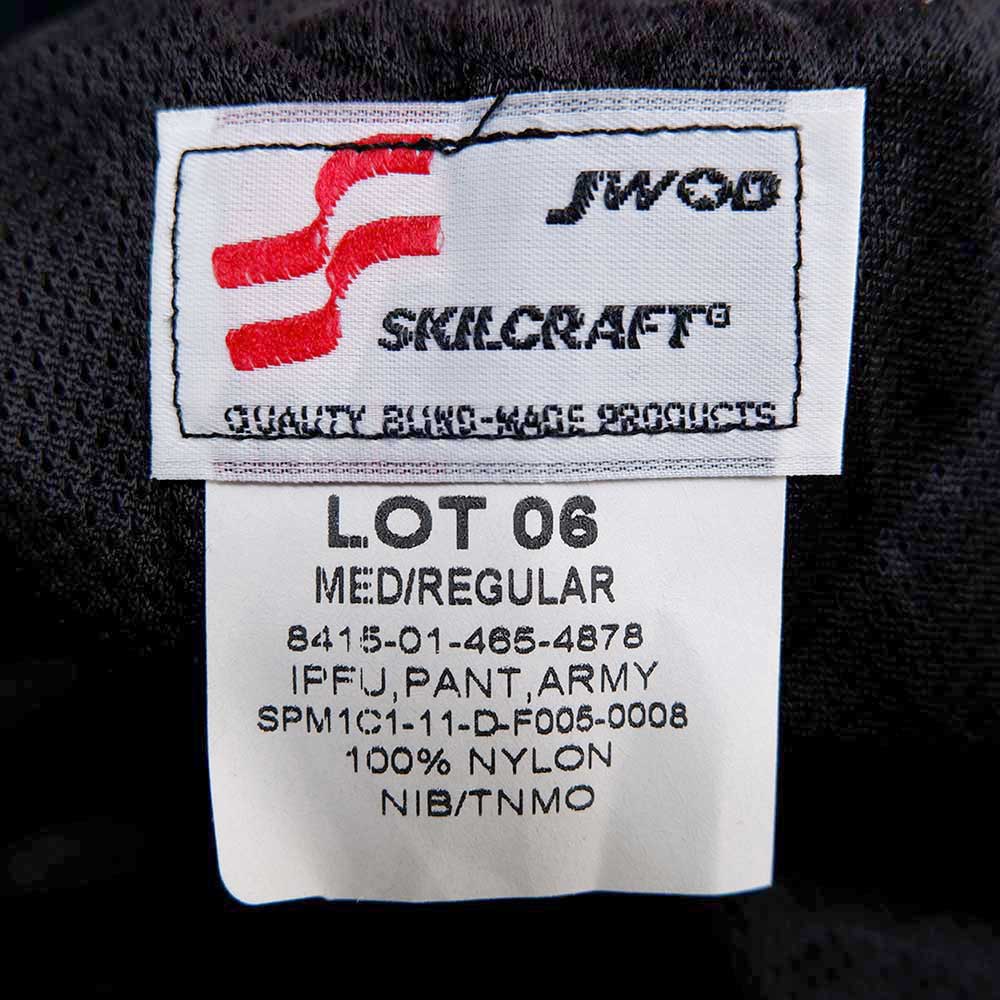 JWOD
SKILCRAFT®
QUALITY BLIND-MADE PRODUCTS
LOT 06
MED/REGULAR
8415-01-465-4878
IPFU,PANT,ARMY
SPM1C1-11-D-F005-0008
100% NYLON
NIB/TNMO